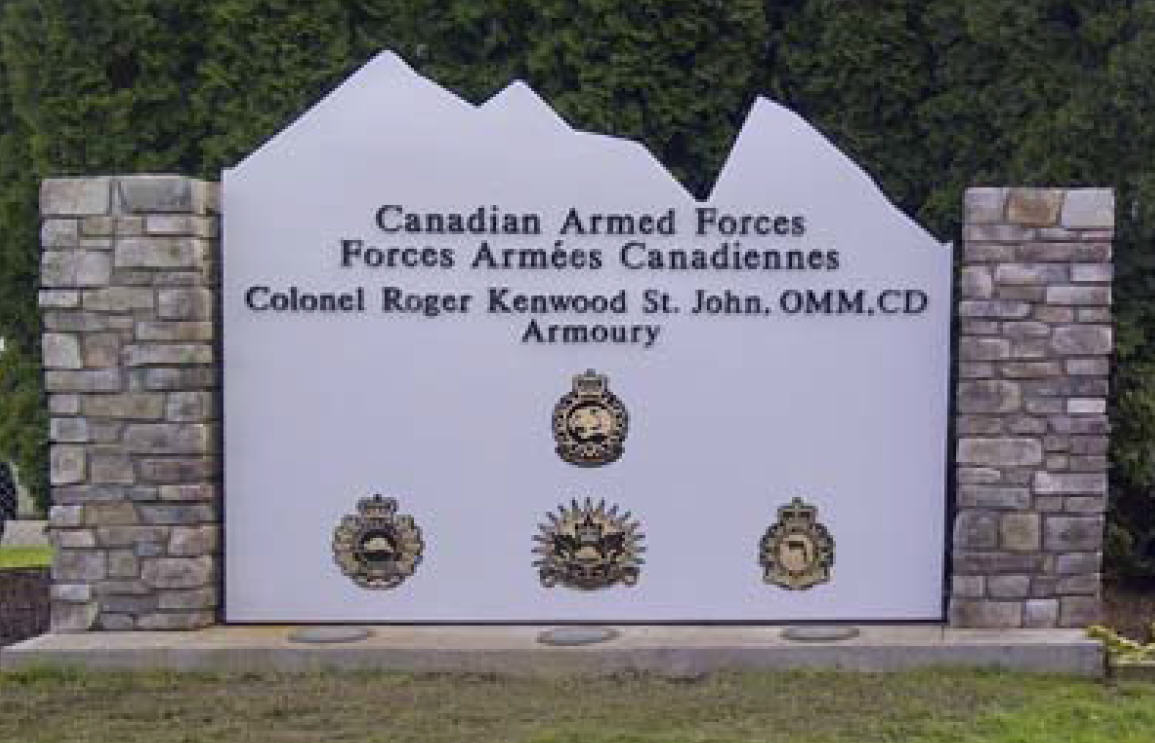 Canadian Armed Forces
Forces Armées Canadiennes
Colonel Roger Kenwood St. John, OMM,CD
Armoury